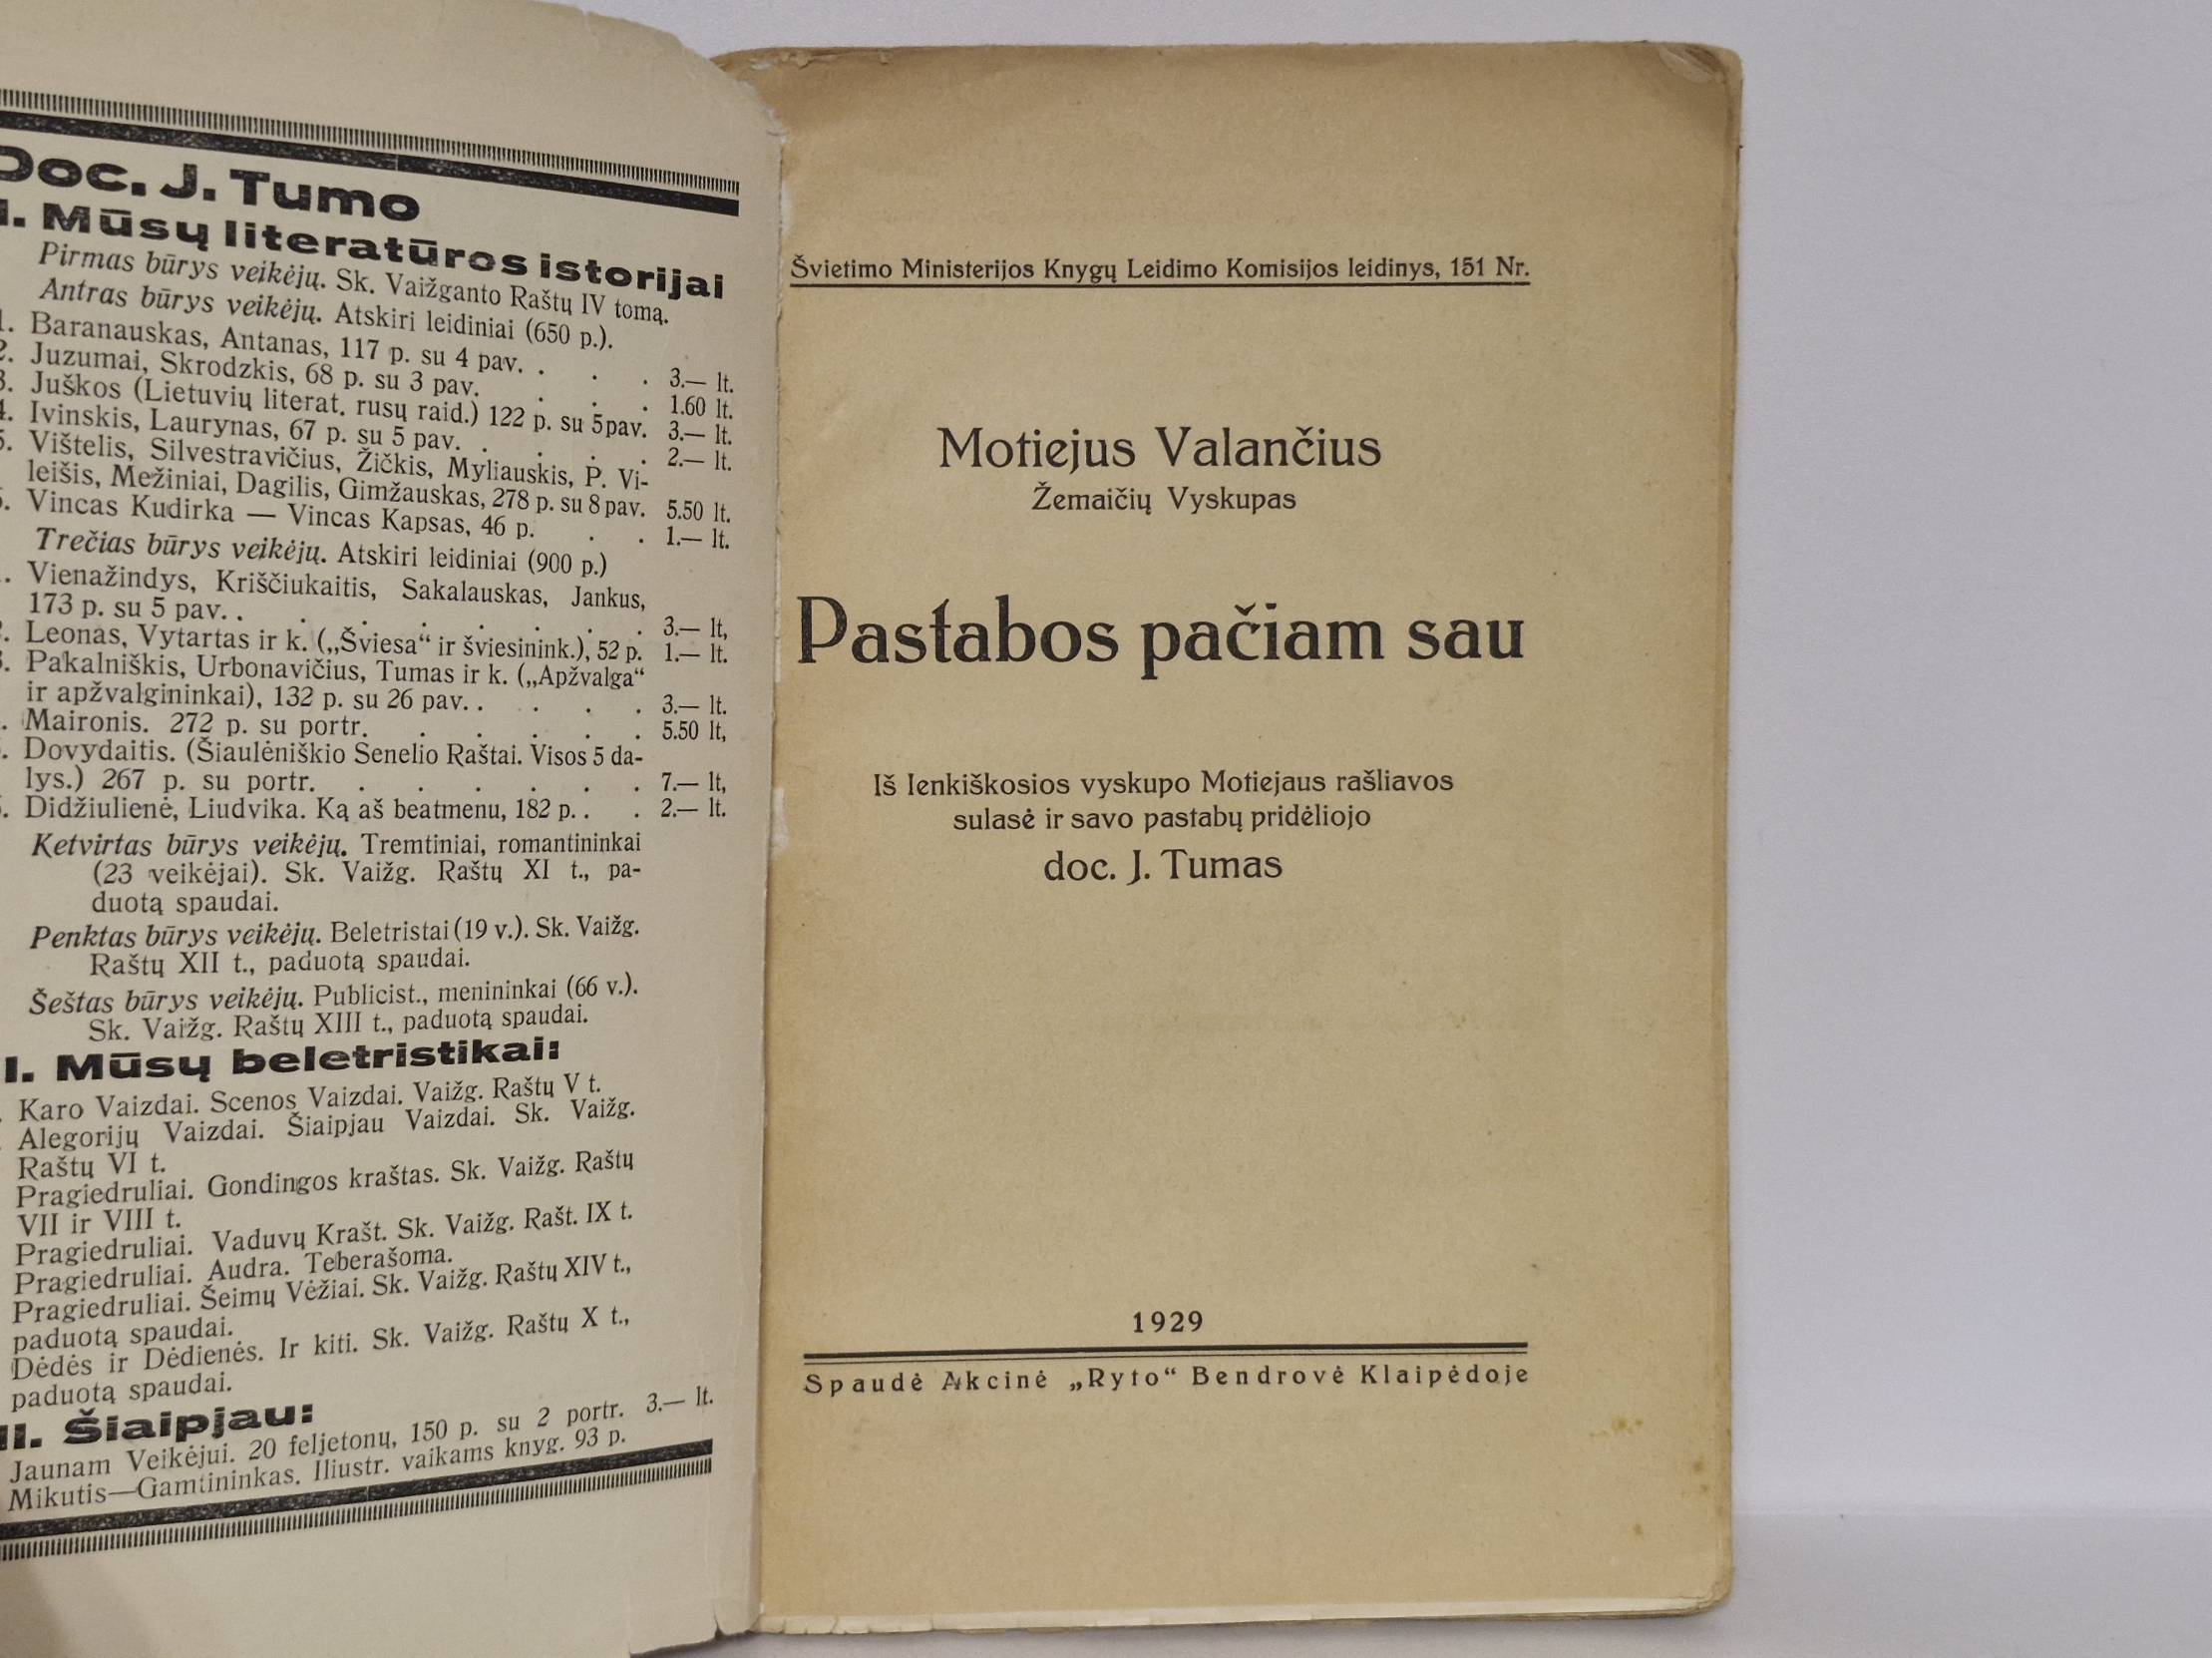 Doc. J. Tumo
I. Mūsų literatūros istorijai
Pirmas būrys veikėjų. Sk. Vaižganto Raštų IV tomą.
Antras būrys veikėjų. Atskiri leidiniai (650 p.).
1. Baranauskas, Antanas, 117 p. su 4 pav. . . . 3.— lt.
2. Juzumai, Skrodzkis, 68 p. su 3 pav. . . . 1.60 lt.
3. Juškos (Lietuvių literat. rusų raid.) 122 p. su 5 pav. 3.— lt.
4. Ivinskis, Laurynas, 67 p. su 5 pav. . . . . 2.— lt.
5. Vištelis, Silvestravičius, Žičkis, Myliauskis, P. Vi-
leišis, Mežiniai, Dagilis, Gimžauskas, 278 p. su 8 pav. 5.50 lt.
6. Vincas Kudirka — Vincas Kapsas, 46 p. . . 1.— lt.
Trečias būrys veikėjų. Atskiri leidiniai (900 p.)
. Vienažindys, Kriščiukaitis, Sakalauskas, Jankus,
173 p. su 5 pav. . . . . . . . 3.— lt,
. Leonas, Vytartas ir k. („Šviesa“ ir šviesinink.), 52 p. 1.— lt.
3. Pakalniškis, Urbonavičius, Tumas ir k. („Apžvalga“
ir apžvalgininkai), 132 p. su 26 pav. . . . . 3.— lt.
. Maironis. 272 p. su portr. . . . . . 5.50 lt,
. Dovydaitis. (Šiaulėniškio Senelio Raštai. Visos 5 da-
lys.) 267 p. su portr. . . . . . . 7.— lt,
6. Didžiulienė, Liudvika. Ką aš beatmenu, 182 p. . . 2.— lt.
Ketvirtas būrys veikėjų. Tremtiniai, romantininkai
(23 veikėjai). Sk. Vaižg. Raštų XI t., pa-
duotą spaudai.
Penktas būrys veikėjų. Beletristai (19 v.). Sk. Vaižg.
Raštų XII t., paduotą spaudai.
Šeštas būrys veikėjų. Publicist., menininkai (66 v.).
Sk. Vaižg. Raštų XIII t., paduotą spaudai.
I. Mūsų beletristikai:
. Karo Vaizdai. Scenos Vaizdai. Vaižg. Raštų V t.
Alegorijų Vaizdai. Šiaipjau Vaizdai. Sk. Vaižg.
Raštų VI t.
Pragiedruliai. Gondingos kraštas. Sk. Vaižg. Raštų
VII ir VIII t.
Pragiedruliai. Vaduvų Krašt. Sk. Vaižg. Rašt. IX t.
Pragiedruliai. Audra. Teberašoma.
Pragiedruliai. Šeimų Vėžiai. Sk. Vaižg. Raštų XIV t.,
paduotą spaudai.
Dėdės ir Dėdienės. Ir kiti. Sk. Vaižg. Raštų X t.,
paduotą spaudai.
II. Šiaipjau:
Jaunam Veikėjui. 20 feljetonų, 150 p. su 2 portr. 3.— lt.
Mikutis—Gamtininkas. Iliustr. vaikams knyg. 93 p.
Švietimo Ministerijos Knygų Leidimo Komisijos leidinys, 151 Nr.
Motiejus Valančius
Žemaičių Vyskupas
Pastabos pačiam sau
Iš lenkiškosios vyskupo Motiejaus rašliavos
sulasė ir savo pastabų pridėliojo
doc. J. Tumas
1929
Spaudė Akcinė „Ryto“ Bendrovė Klaipėdoje